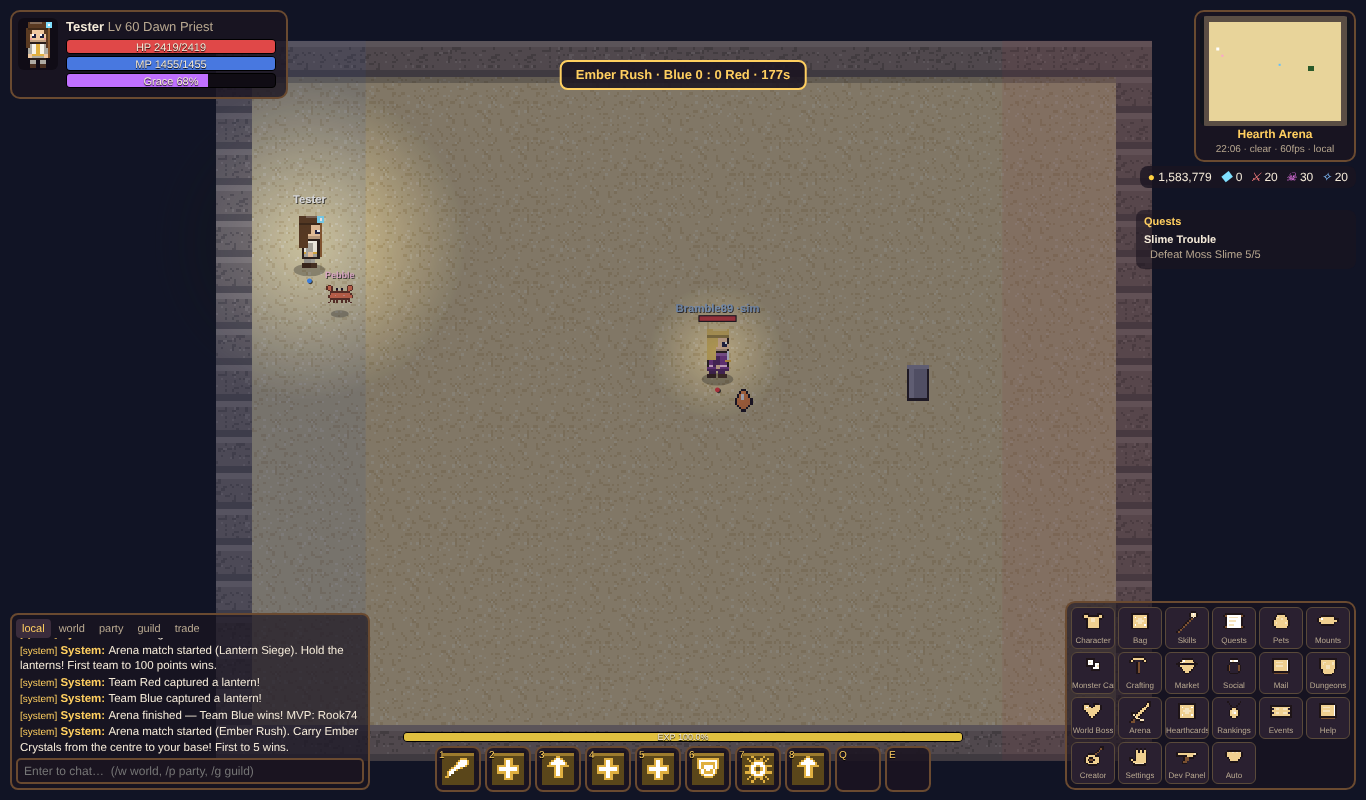 Tester Lv 60 Dawn Priest
HP 2419/2419
MP 1455/1455
Grace 68%
Ember Rush · Blue 0 : 0 Red · 177s
Hearth Arena
22:06 · clear · 60fps · local
1,583,779 0 20 30 20
Quests
Slime Trouble
Defeat Moss Slime 5/5
Tester
Pebble
Bramble89 ·sim
local world party guild trade
[system] System: Arena match started (Lantern Siege). Hold the
lanterns! First team to 100 points wins.
[system] System: Team Red captured a lantern!
[system] System: Team Blue captured a lantern!
[system] System: Arena finished — Team Blue wins! MVP: Rook74
[system] System: Arena match started (Ember Rush). Carry Ember
Crystals from the centre to your base! First to 5 wins.
Enter to chat… (/w world, /p party, /g guild)
EXP 100.0%
1 2 3 4 5 6 7 8 Q E
Character Bag Skills Quests Pets Mounts
Monster Ca Crafting Market Social Mail Dungeons
World Boss Arena Hearthcards Rankings Events Help
Creator Settings Dev Panel Auto